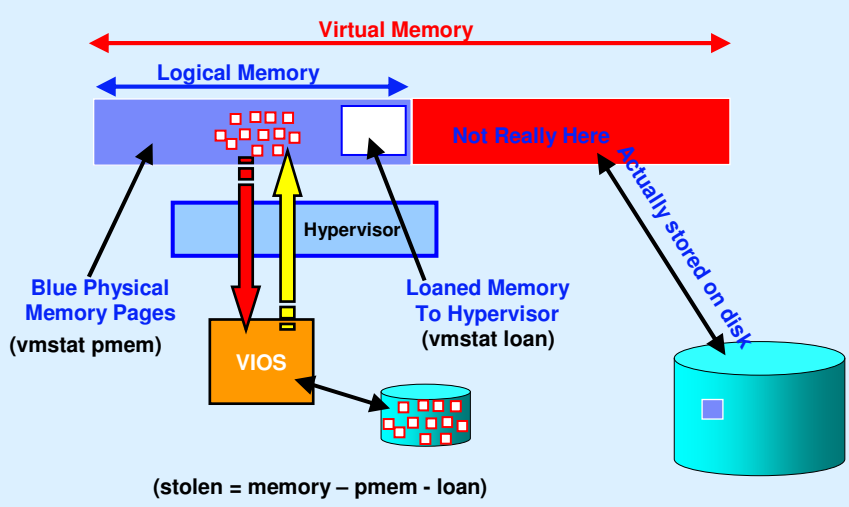 Virtual Memory
Logical Memory
Not Really Here
Actually stored on disk
Hypervisor
Blue Physical
Memory Pages
(vmstat pmem)
Loaned Memory
To Hypervisor
(vmstat loan)
VIOS
(stolen = memory – pmem - loan)